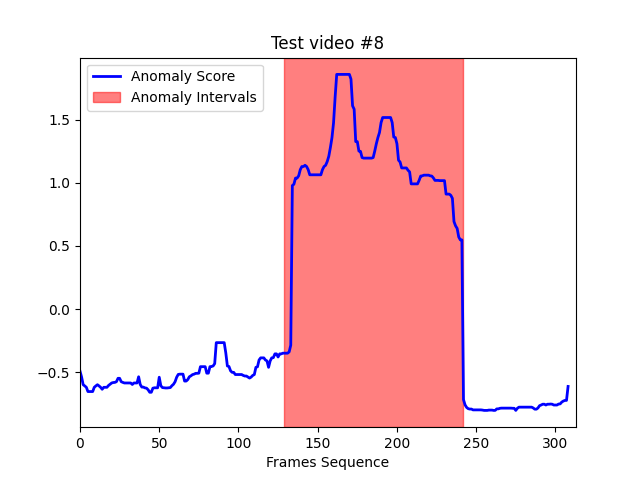 Test video #8
Anomaly Score
Anomaly Intervals
1.5
1.0
0.5
0.0
−0.5
0 50 100 150 200 250 300
Frames Sequence